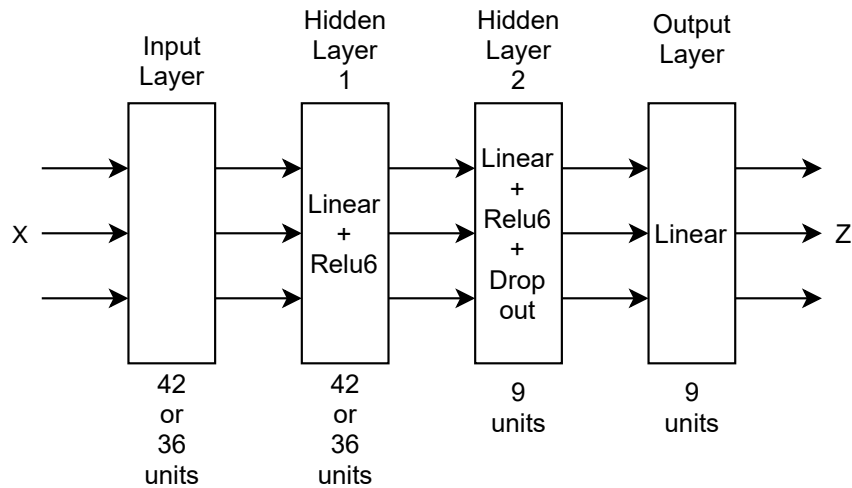 Input
Layer
Hidden
Layer
1
Hidden
Layer
2
Output
Layer
X
Linear
+
Relu6
Linear
+
Relu6
+
Drop
out
Linear
Z
42
or
36
units
42
or
36
units
9
units
9
units